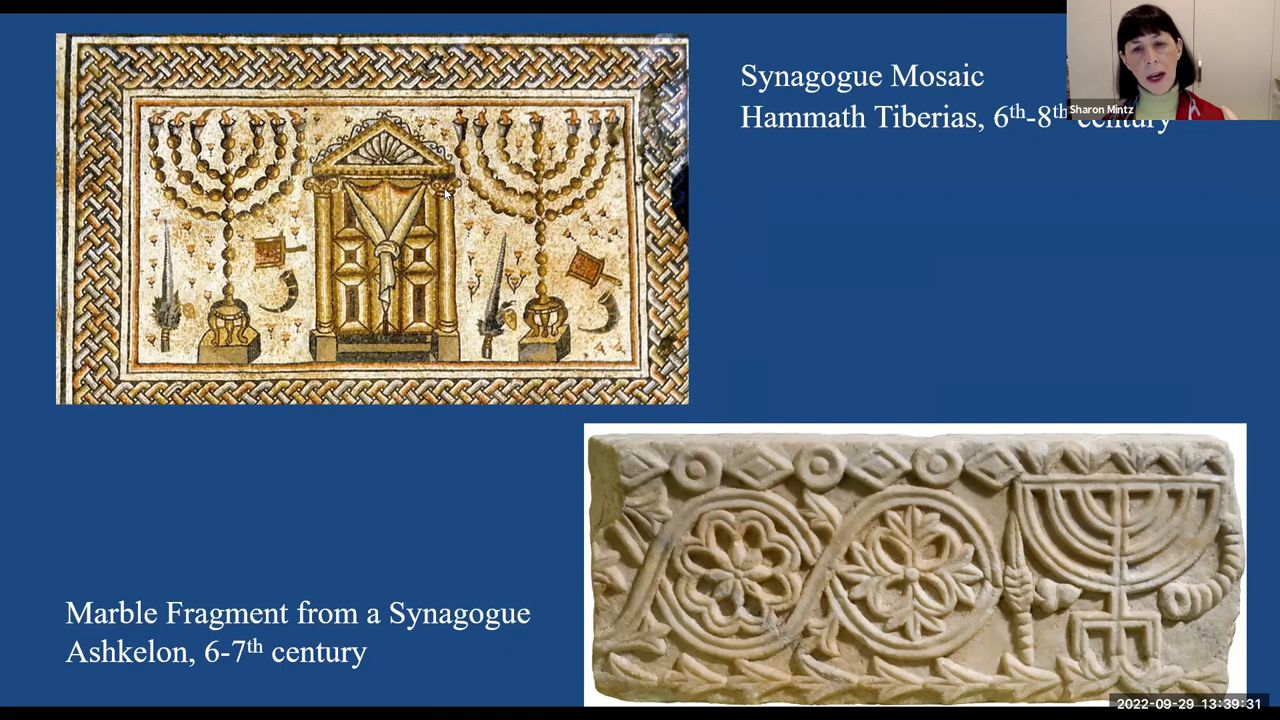 Synagogue Mosaic
Hammath Tiberias, 6th-8th century
Sharon Mintz
Marble Fragment from a Synagogue
Ashkelon, 6-7th century
2022-09-29 13:39:31